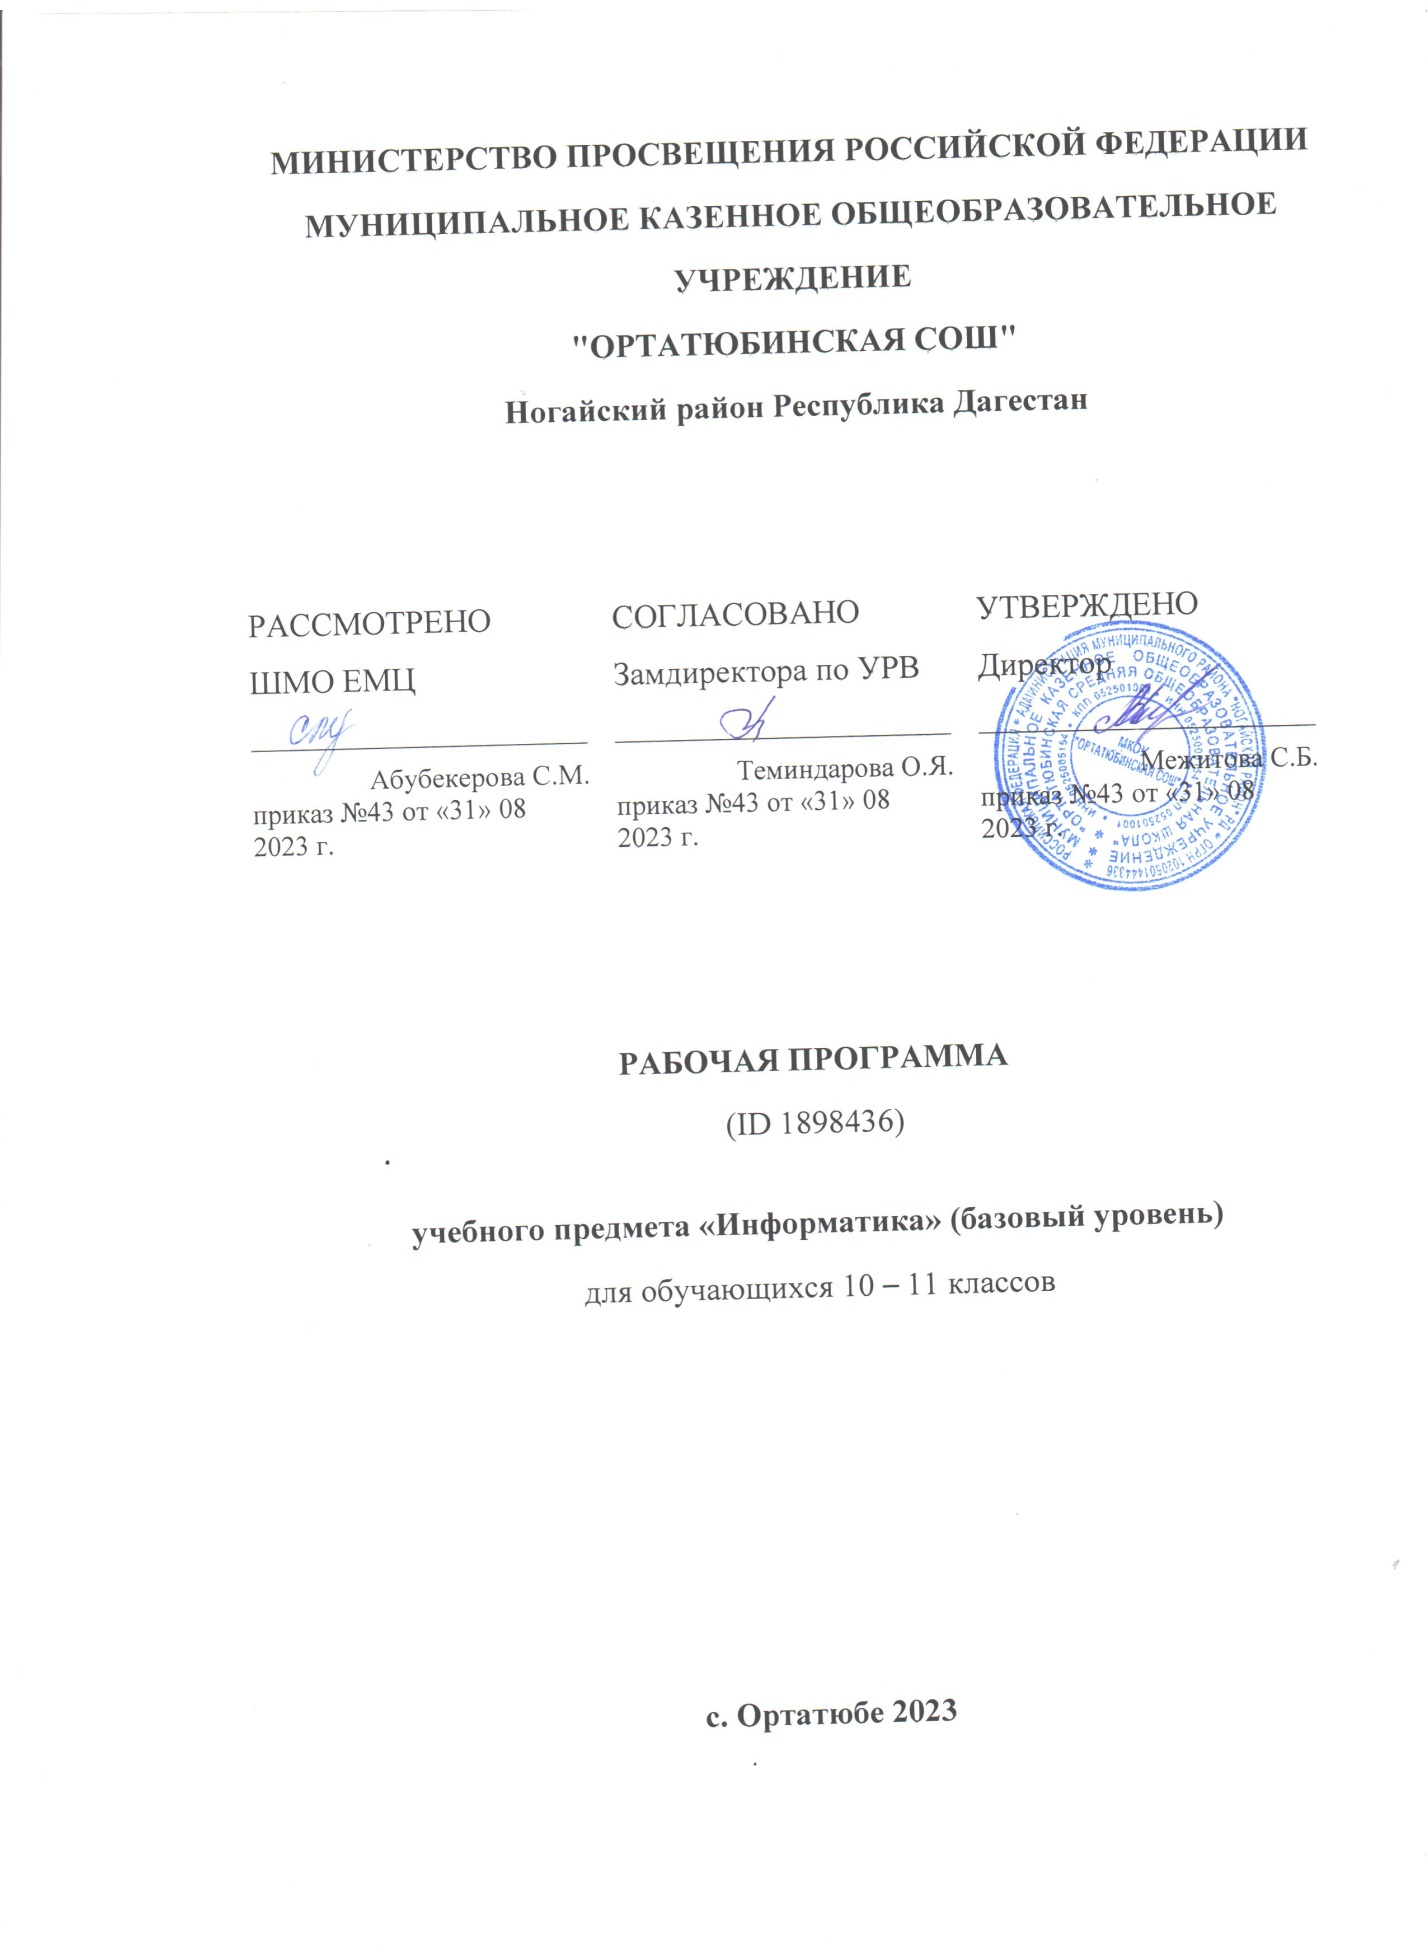 МИНИСТЕРСТВО ПРОСВЕЩЕНИЯ РОССИЙСКОЙ ФЕДЕРАЦИИ
МУНИЦИПАЛЬНОЕ КАЗЕННОЕ ОБЩЕОБРАЗОВАТЕЛЬНОЕ
УЧРЕЖДЕНИЕ
"ОРТАТЮБИНСКАЯ СОШ"
Ногайский район Республика Дагестан
РАССМОТРЕНО
ШМО ЕМЦ
Абубекерова С.М.
приказ №43 от «31» 08
2023 г.
СОГЛАСОВАНО
Замдиректора по УРВ
Теминдарова О.Я.
приказ №43 от «31» 08
2023 г.
УТВЕРЖДЕНО
Директор
Межитова С.Б.
приказ №43 от «31» 08
2023 г.
МКОУ
"ОРТАТЮБИНСКАЯ СОШ"
РАБОЧАЯ ПРОГРАММА
(ID 1898436)
учебного предмета «Информатика» (базовый уровень)
для обучающихся 10 – 11 классов
с. Ортатюбе 2023